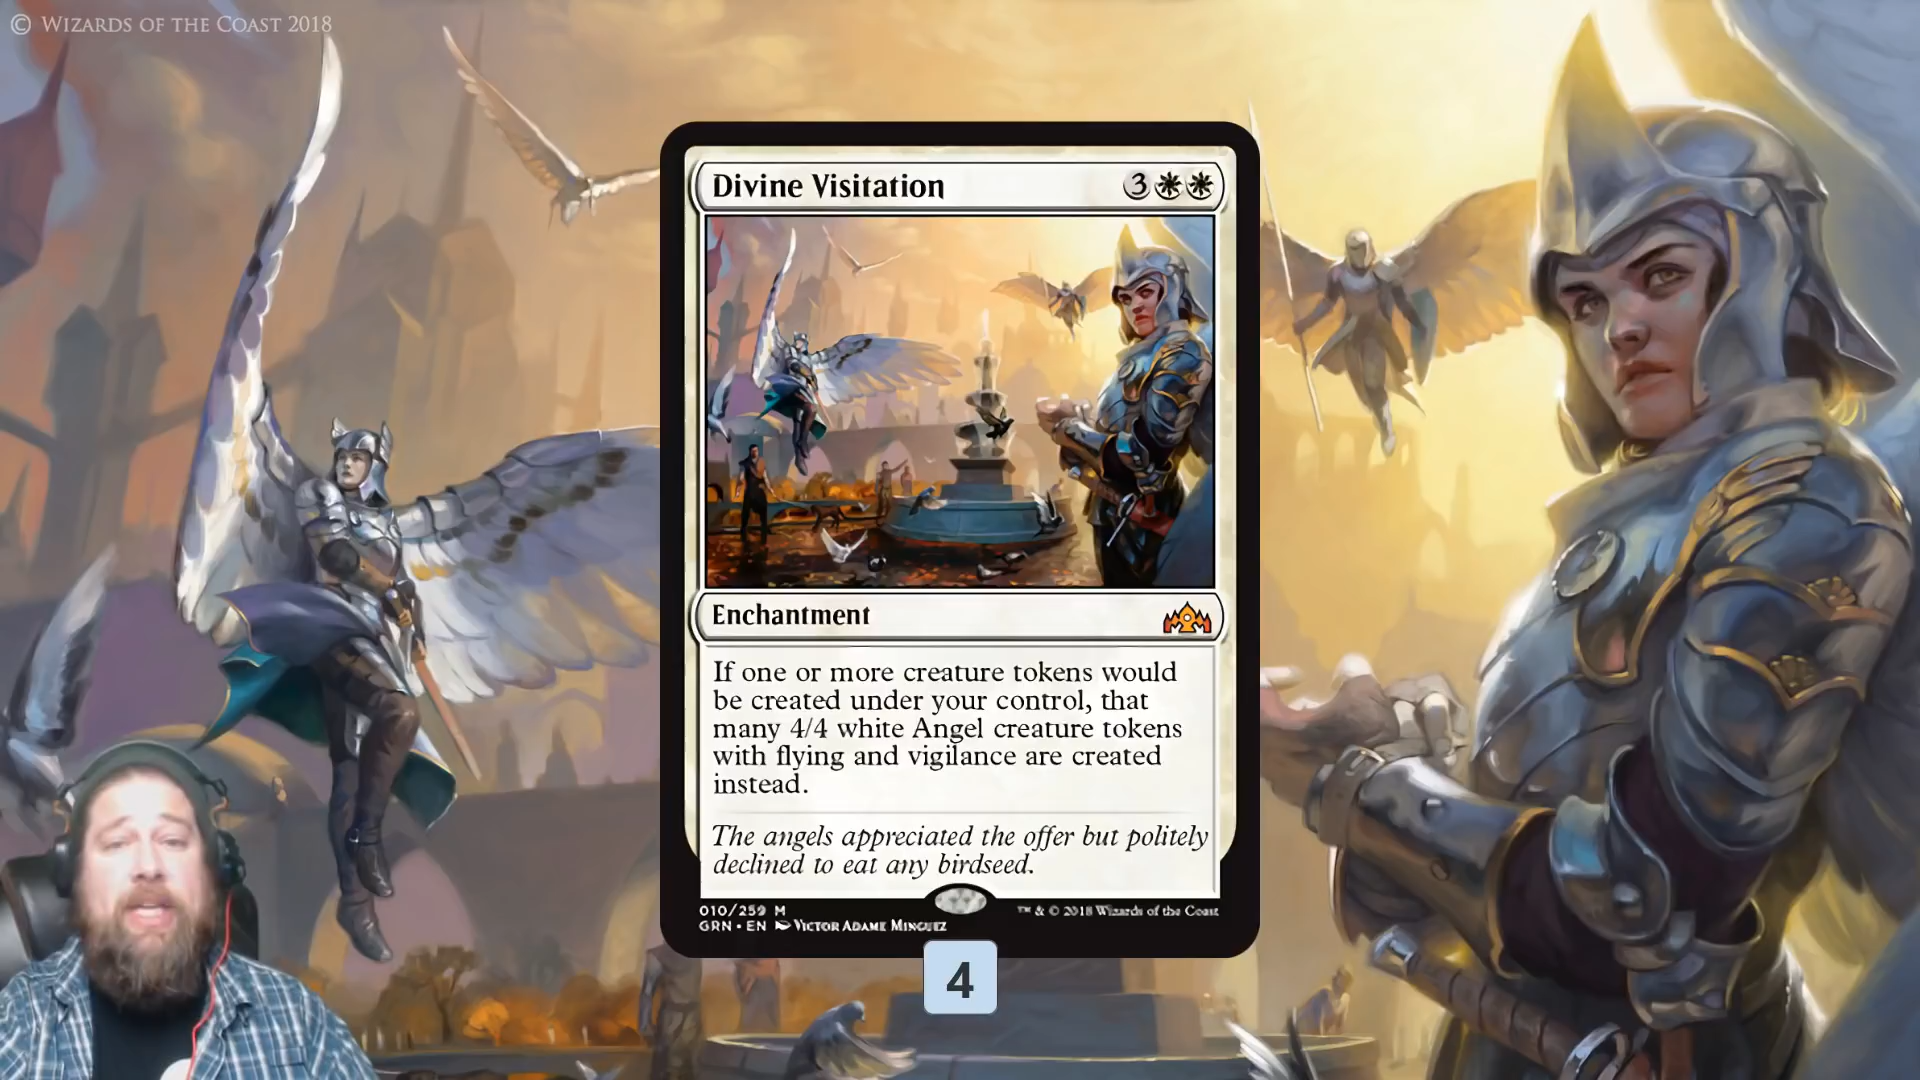 © WIZARDS OF THE COAST 2018
Divine Visitation 3
Enchantment
If one or more creature tokens would
be created under your control, that
many 4/4 white Angel creature tokens
with flying and vigilance are created
instead.
The angels appreciated the offer but politely
declined to eat any birdseed.
010/259 M
GRN • EN VICTOR ADAME MINGUEZ
™ & © 2018 Wizards of the Coast
4